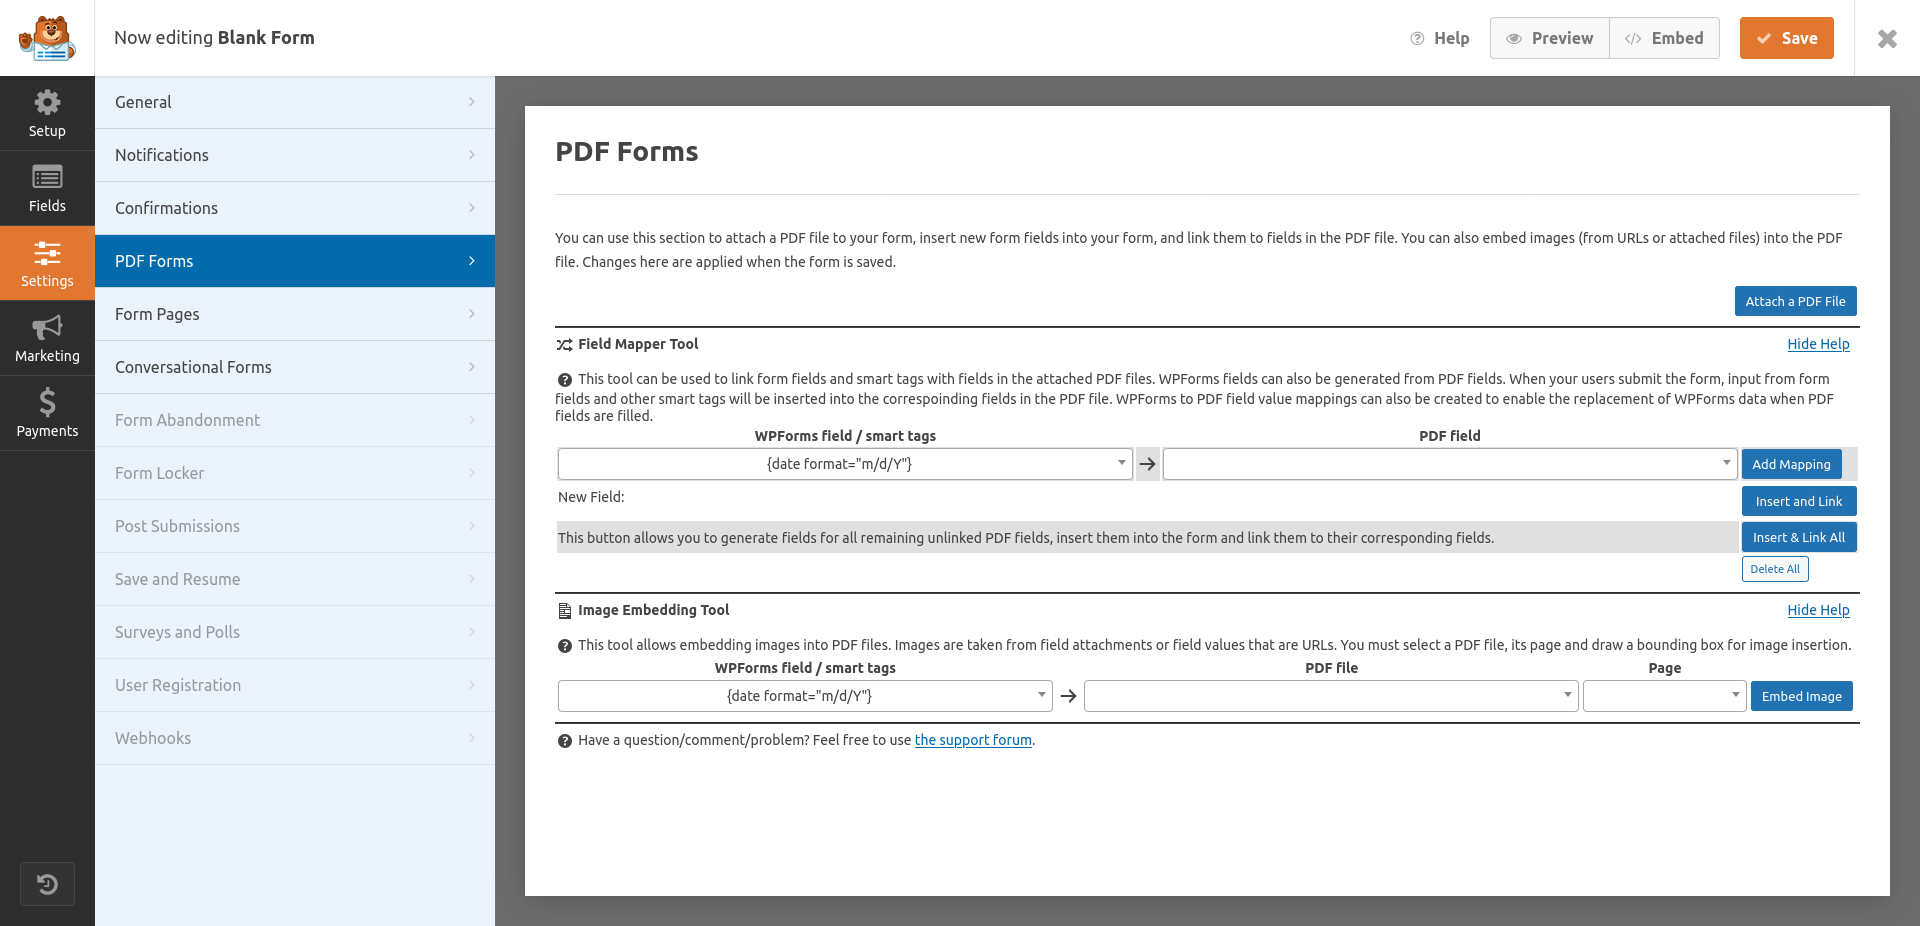 Now editing Blank Form
Help
Preview
Embed
Save
Setup
Fields
Settings
Marketing
Payments
General
Notifications
Confirmations
PDF Forms
Form Pages
Conversational Forms
Form Abandonment
Form Locker
Post Submissions
Save and Resume
Surveys and Polls
User Registration
Webhooks
PDF Forms
You can use this section to attach a PDF file to your form, insert new form fields into your form, and link them to fields in the PDF file. You can also embed images (from URLs or attached files) into the PDF
file. Changes here are applied when the form is saved.
Attach a PDF File
Field Mapper Tool
Hide Help
This tool can be used to link form fields and smart tags with fields in the attached PDF files. WPForms fields can also be generated from PDF fields. When your users submit the form, input from form
fields and other smart tags will be inserted into the correspoinding fields in the PDF file. WPForms to PDF field value mappings can also be created to enable the replacement of WPForms data when PDF
fields are filled.
WPForms field / smart tags
PDF field
{date format="m/d/Y"}
Add Mapping
New Field:
Insert and Link
This button allows you to generate fields for all remaining unlinked PDF fields, insert them into the form and link them to their corresponding fields.
Insert & Link All
Delete All
Image Embedding Tool
Hide Help
This tool allows embedding images into PDF files. Images are taken from field attachments or field values that are URLs. You must select a PDF file, its page and draw a bounding box for image insertion.
WPForms field / smart tags
PDF file
Page
{date format="m/d/Y"}
Embed Image
Have a question/comment/problem? Feel free to use the support forum.